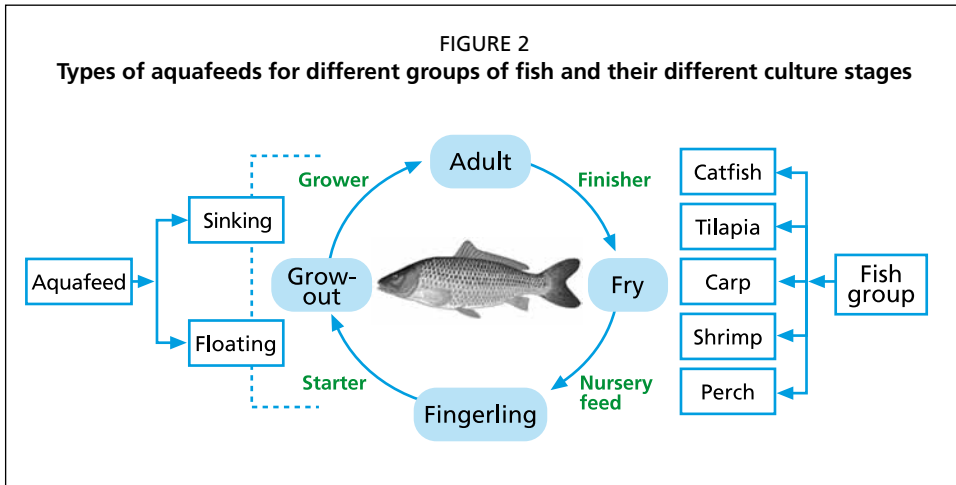 FIGURE 2
Types of aquafeeds for different groups of fish and their different culture stages
Aquafeed
Sinking
Floating
Grower
Adult
Finisher
Grow-
out
Fry
Starter
Fingerling
Nursery
feed
Catfish
Tilapia
Carp
Shrimp
Perch
Fish
group